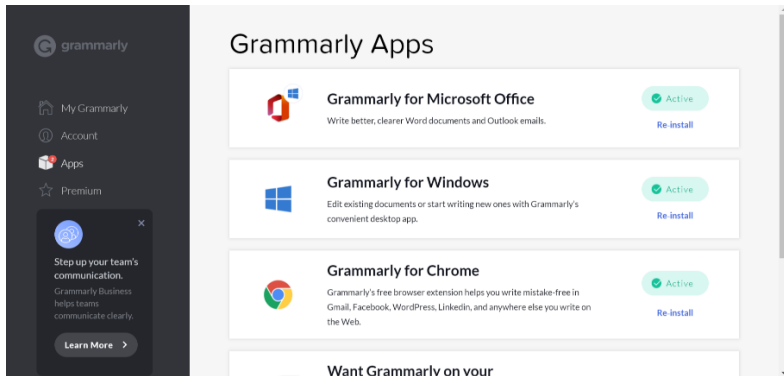 grammarly
My Grammarly
Account
2
Apps
Premium
Step up your team's
communication.
Grammarly Business
helps teams
communicate clearly.
Learn More
Grammarly Apps
Grammarly for Microsoft Office
Write better, clearer Word documents and Outlook emails.
Active
Re-install
Grammarly for Windows
Edit existing documents or start writing new ones with Grammarly's
convenient desktop app.
Active
Re-install
Grammarly for Chrome
Grammarly's free browser extension helps you write mistake-free in
Gmail, Facebook, WordPress, Linkedin, and anywhere else you write on
the Web.
Active
Re-install
Want Grammarly on your